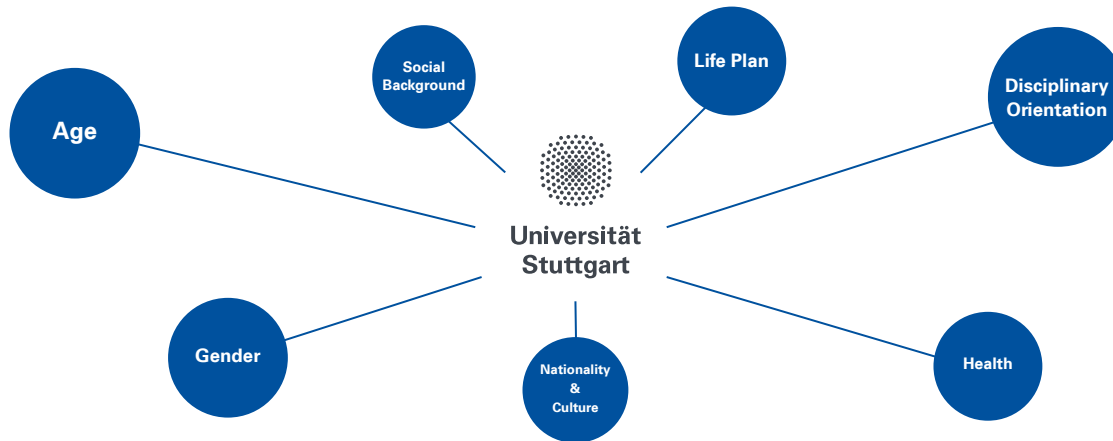 Age
Social
Background
Life Plan
Disciplinary
Orientation
Universität
Stuttgart
Gender
Nationality
&
Culture
Health